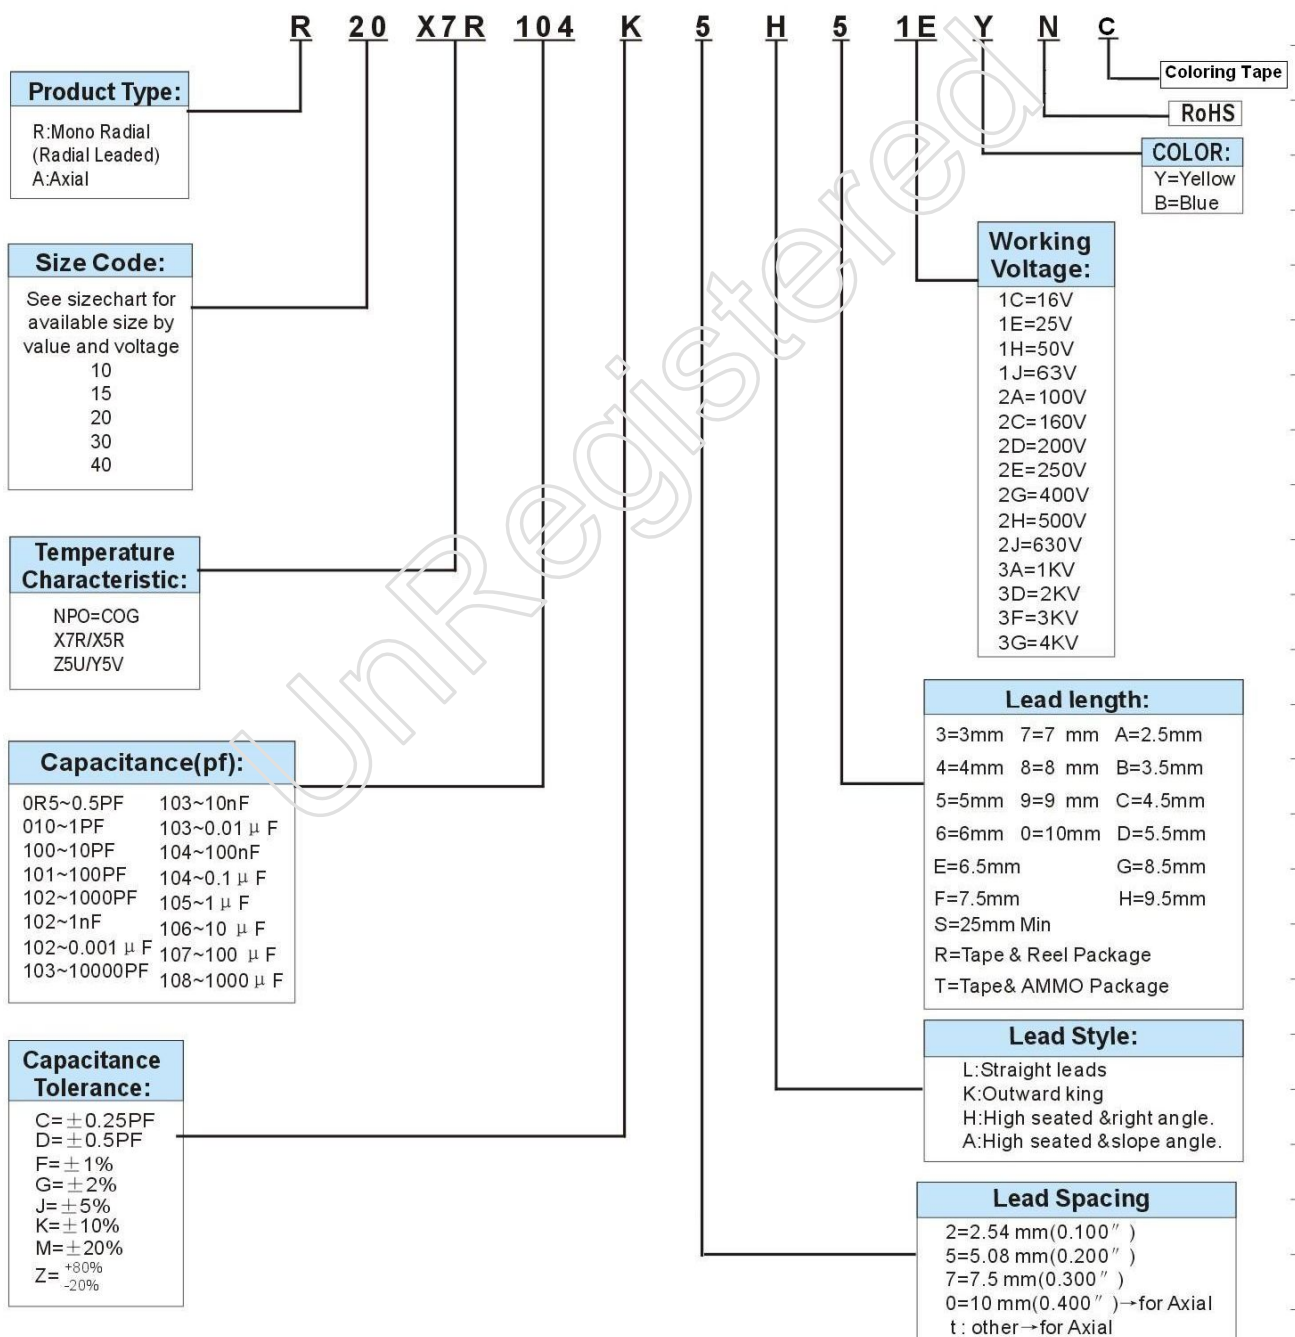 R 20 X7R 104 K 5 H 5 1E Y N C
Coloring Tape
RoHS
COLOR:
Y=Yellow
B=Blue
Product Type:
R:Mono Radial
(Radial Leaded)
A:Axial
Size Code:
See sizechart for
available size by
value and voltage
10
15
20
30
40
Temperature
Characteristic:
NPO=COG
X7R/X5R
Z5U/Y5V
Capacitance(pf):
0R5~0.5PF
010~1PF
100~10PF
101~100PF
102~1000PF
102~1nF
102~0.001 μ F
103~10000PF
103~10nF
103~0.01 μ F
104~100nF
104~0.1 μ F
105~1 μ F
106~10 μ F
107~100 μ F
108~1000 μ F
Capacitance
Tolerance:
C=±0.25PF
D=±0.5PF
F=±1%
G=±2%
J=±5%
K=±10%
M=±20%
Z= +80% -20%
Working
Voltage:
1C=16V
1E=25V
1H=50V
1J=63V
2A=100V
2C=160V
2D=200V
2E=250V
2G=400V
2H=500V
2J=630V
3A=1KV
3D=2KV
3F=3KV
3G=4KV
Lead length:
3=3mm 7=7 mm A=2.5mm
4=4mm 8=8 mm B=3.5mm
5=5mm 9=9 mm C=4.5mm
6=6mm 0=10mm D=5.5mm
E=6.5mm G=8.5mm
F=7.5mm H=9.5mm
S=25mm Min
R=Tape & Reel Package
T=Tape& AMMO Package
Lead Style:
L:Straight leads
K:Outward king
H:High seated &right angle.
A:High seated &slope angle.
Lead Spacing
2=2.54 mm(0.100″ )
5=5.08 mm(0.200″ )
7=7.5 mm(0.300″ )
0=10 mm(0.400″ )→for Axial
t : other→for Axial
UnRegistered